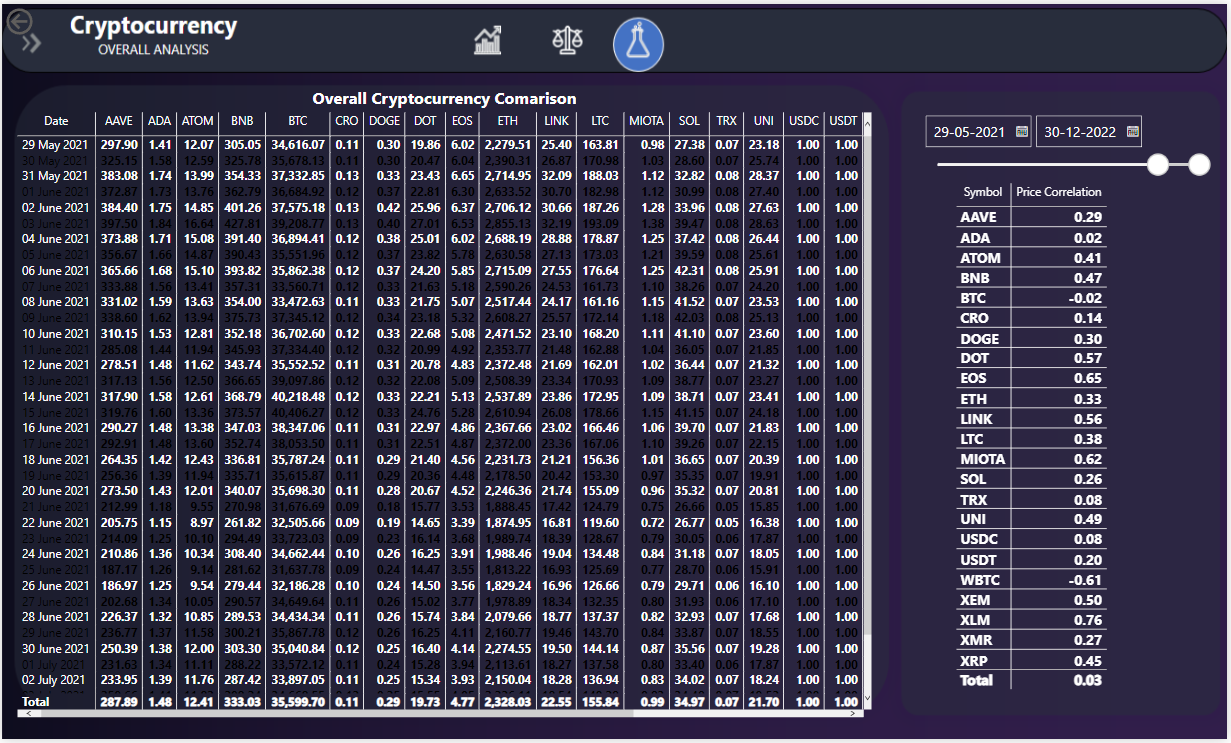 Cryptocurrency
OVERALL ANALYSIS
Overall Cryptocurrency Comarison
Date AAVE ADA ATOM BNB BTC CRO DOGE DOT EOS ETH LINK LTC MIOTA SOL TRX UNI USDC USDT
29 May 2021 297.90 1.41 12.07 305.05 34,616.07 0.11 0.30 19.86 6.02 2,279.51 25.40 163.81 0.98 27.38 0.07 23.18 1.00 1.00
30 May 2021 325.15 1.58 12.59 325.78 35,678.13 0.11 0.30 20.47 6.04 2,390.31 26.87 170.98 1.03 28.60 0.07 25.74 1.00 1.00
31 May 2021 383.08 1.74 13.99 354.33 37,332.85 0.13 0.33 23.43 6.65 2,714.95 32.09 188.03 1.12 32.82 0.08 28.37 1.00 1.00
01 June 2021 372.87 1.73 13.76 362.79 36,684.92 0.12 0.37 22.81 6.30 2,633.52 30.70 182.98 1.12 30.99 0.08 27.40 1.00 1.00
02 June 2021 384.40 1.75 14.85 401.26 37,575.18 0.13 0.42 25.96 6.37 2,706.12 30.66 187.26 1.28 33.96 0.08 27.63 1.00 1.00
03 June 2021 397.50 1.84 16.64 427.81 39,208.77 0.13 0.40 27.01 6.53 2,855.13 32.19 193.09 1.38 39.47 0.08 28.63 1.00 1.00
04 June 2021 373.88 1.71 15.08 391.40 36,894.41 0.12 0.38 25.01 6.02 2,688.19 28.88 178.87 1.25 37.42 0.08 26.44 1.00 1.00
05 June 2021 356.67 1.66 14.87 390.43 35,551.96 0.12 0.37 23.82 5.78 2,630.58 27.13 173.03 1.21 39.59 0.08 25.61 1.00 1.00
06 June 2021 365.66 1.68 15.10 393.82 35,862.38 0.12 0.37 24.20 5.85 2,715.09 27.55 176.64 1.25 42.31 0.08 25.91 1.00 1.00
07 June 2021 333.88 1.56 13.41 357.31 33,560.71 0.12 0.33 21.63 5.18 2,590.26 24.53 161.73 1.10 38.26 0.07 24.20 1.00 1.00
08 June 2021 331.02 1.59 13.63 354.00 33,472.63 0.11 0.33 21.75 5.07 2,517.44 24.17 161.16 1.15 41.52 0.07 23.53 1.00 1.00
09 June 2021 338.60 1.62 13.94 375.73 37,345.12 0.12 0.34 23.18 5.32 2,608.27 25.57 172.14 1.18 42.03 0.08 25.13 1.00 1.00
10 June 2021 310.15 1.53 12.81 352.18 36,702.60 0.12 0.33 22.68 5.08 2,471.52 23.10 168.20 1.11 41.10 0.07 23.60 1.00 1.00
11 June 2021 285.08 1.44 11.94 345.93 37,334.40 0.12 0.32 20.99 4.92 2,353.77 21.48 162.88 1.04 36.05 0.07 21.85 1.00 1.00
12 June 2021 278.51 1.48 11.62 343.74 35,552.52 0.11 0.31 20.78 4.83 2,372.48 21.69 162.01 1.02 36.44 0.07 21.32 1.00 1.00
13 June 2021 317.13 1.56 12.50 366.65 39,097.86 0.12 0.32 22.08 5.09 2,508.39 23.34 170.93 1.09 38.77 0.07 23.27 1.00 1.00
14 June 2021 317.90 1.58 12.61 368.79 40,218.48 0.12 0.33 22.21 5.13 2,537.89 23.86 172.95 1.09 38.71 0.07 23.41 1.00 1.00
15 June 2021 319.76 1.60 13.36 373.57 40,406.27 0.12 0.33 24.76 5.28 2,610.94 26.08 178.66 1.15 41.15 0.07 24.18 1.00 1.00
16 June 2021 290.27 1.48 13.38 347.03 38,347.06 0.11 0.31 22.97 4.86 2,367.66 23.02 166.46 1.06 39.70 0.07 21.83 1.00 1.00
17 June 2021 292.91 1.48 13.60 352.74 38,053.50 0.11 0.31 22.51 4.87 2,372.00 23.36 167.06 1.10 39.26 0.07 22.15 1.00 1.00
18 June 2021 264.35 1.42 12.43 336.81 35,787.24 0.11 0.29 21.40 4.56 2,231.73 21.21 156.36 1.01 36.65 0.07 20.39 1.00 1.00
19 June 2021 256.36 1.39 11.94 335.71 35,615.87 0.11 0.29 20.36 4.48 2,178.50 20.42 153.30 0.97 35.35 0.07 19.91 1.00 1.00
20 June 2021 273.50 1.43 12.01 340.07 35,698.30 0.11 0.28 20.67 4.52 2,246.36 21.74 155.09 0.96 35.32 0.07 20.81 1.00 1.00
21 June 2021 212.99 1.18 9.55 270.98 31,676.69 0.09 0.18 15.77 3.53 1,888.45 17.42 124.79 0.75 26.66 0.05 15.85 1.00 1.00
22 June 2021 205.75 1.15 8.97 261.82 32,505.66 0.09 0.19 14.65 3.39 1,874.95 16.81 119.60 0.72 26.77 0.05 16.38 1.00 1.00
23 June 2021 214.09 1.25 10.10 294.49 33,723.03 0.09 0.23 16.14 3.68 1,989.74 18.39 128.67 0.79 30.05 0.06 17.87 1.00 1.00
24 June 2021 210.86 1.36 10.34 308.40 34,662.44 0.10 0.26 16.25 3.91 1,988.46 19.04 134.48 0.84 31.18 0.07 18.05 1.00 1.00
25 June 2021 187.17 1.26 9.14 281.62 31,637.78 0.09 0.24 14.47 3.55 1,813.22 16.93 125.69 0.77 28.70 0.06 15.91 1.00 1.00
26 June 2021 186.97 1.25 9.54 279.44 32,186.28 0.10 0.24 14.50 3.56 1,829.24 16.96 126.66 0.79 29.71 0.06 16.10 1.00 1.00
27 June 2021 202.68 1.34 10.05 290.57 34,649.64 0.11 0.26 15.02 3.77 1,978.89 18.34 132.35 0.80 31.93 0.06 17.10 1.00 1.00
28 June 2021 226.37 1.32 10.85 289.53 34,434.34 0.11 0.26 15.74 3.84 2,079.66 18.77 137.37 0.82 32.93 0.07 17.68 1.00 1.00
29 June 2021 236.77 1.37 11.58 300.21 35,867.78 0.12 0.26 16.25 4.11 2,160.77 19.46 143.70 0.84 33.87 0.07 18.55 1.00 1.00
30 June 2021 250.39 1.38 12.00 303.30 35,040.84 0.12 0.25 16.40 4.14 2,274.55 19.50 144.14 0.87 35.56 0.07 19.28 1.00 1.00
01 July 2021 231.63 1.34 11.11 288.22 33,572.12 0.11 0.24 15.28 3.94 2,113.61 18.27 137.58 0.80 33.40 0.06 17.87 1.00 1.00
02 July 2021 233.95 1.39 11.76 287.42 33,897.05 0.11 0.25 15.34 3.93 2,150.04 18.28 136.94 0.83 34.02 0.07 18.24 1.00 1.00
Total 287.89 1.48 12.41 333.03 35,599.70 0.11 0.29 19.73 4.77 2,328.03 22.55 155.84 0.99 34.97 0.07 21.70 1.00 1.00
29-05-2021 30-12-2022
Symbol Price Correlation
AAVE 0.29
ADA 0.02
ATOM 0.41
BNB 0.47
BTC -0.02
CRO 0.14
DOGE 0.30
DOT 0.57
EOS 0.65
ETH 0.33
LINK 0.56
LTC 0.38
MIOTA 0.62
SOL 0.26
TRX 0.08
UNI 0.49
USDC 0.08
USDT 0.20
WBTC -0.61
XEM 0.50
XLM 0.76
XMR 0.27
XRP 0.45
Total 0.03